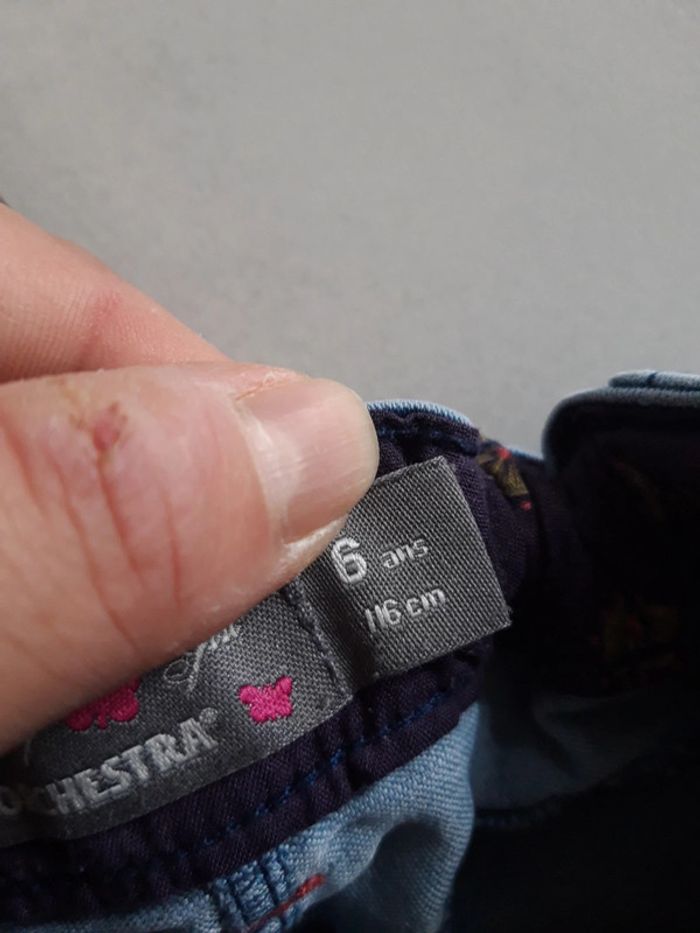 6 ans
116 cm
ORCHESTRA®